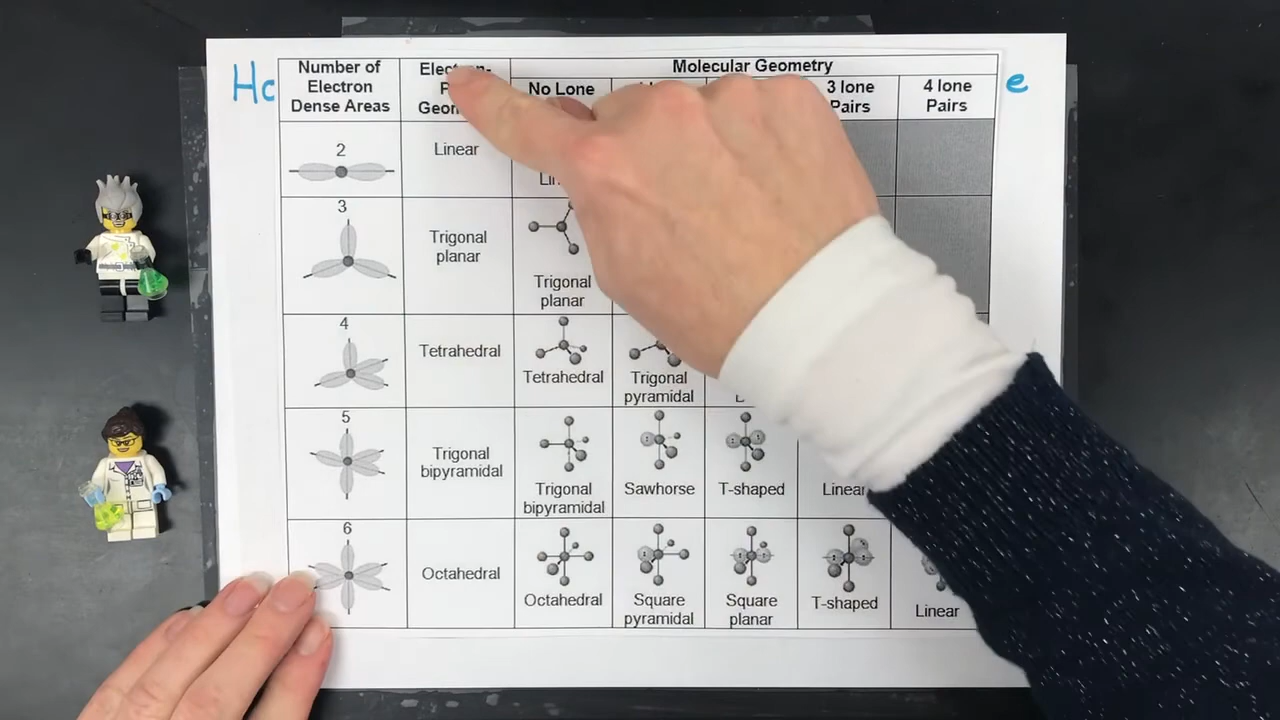 Hc
e
Number of
Electron
Dense Areas
Molecular Geometry
No Lone
3 lone
Pairs
4 lone
Pairs
2
Linear
3
Trigonal
planar
Trigonal
planar
4
Tetrahedral
Tetrahedral
Trigonal
pyramidal
5
Trigonal
bipyramidal
Trigonal
bipyramidal
Sawhorse
T-shaped
Linear
6
Octahedral
Octahedral
Square
pyramidal
Square
planar
T-shaped
Linear